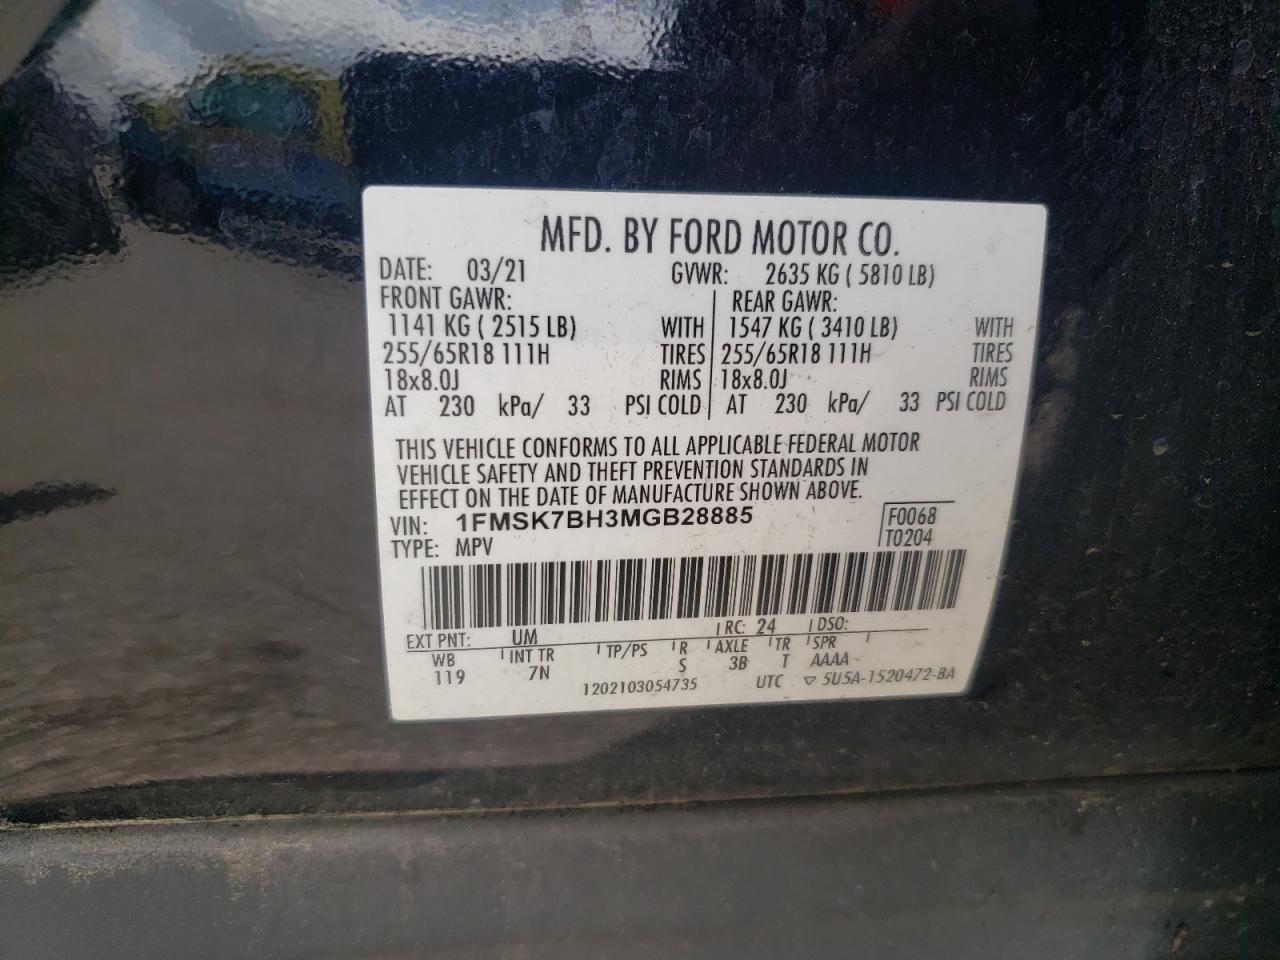 MFD. BY FORD MOTOR CO.
DATE: 03/21 GVWR: 2635 KG ( 5810 LB)
FRONT GAWR: REAR GAWR:
1141 KG ( 2515 LB) WITH 1547 KG ( 3410 LB) WITH
255/65R18 111H TIRES 255/65R18 111H TIRES
18x8.0J RIMS 18x8.0J RIMS
AT 230 kPa/ 33 PSI COLD AT 230 kPa/ 33 PSI COLD
THIS VEHICLE CONFORMS TO ALL APPLICABLE FEDERAL MOTOR
VEHICLE SAFETY AND THEFT PREVENTION STANDARDS IN
EFFECT ON THE DATE OF MANUFACTURE SHOWN ABOVE.
VIN: 1FMSK7BH3MGB28885 F0068
TYPE: MPV T0204
EXT PNT: UM RC: 24 DSO:
WB INT TR TP/PS R AXLE TR SPR
119 7N S 3B T AAAA
1202103054735 UTC ▽ 5U5A-1520472-BA